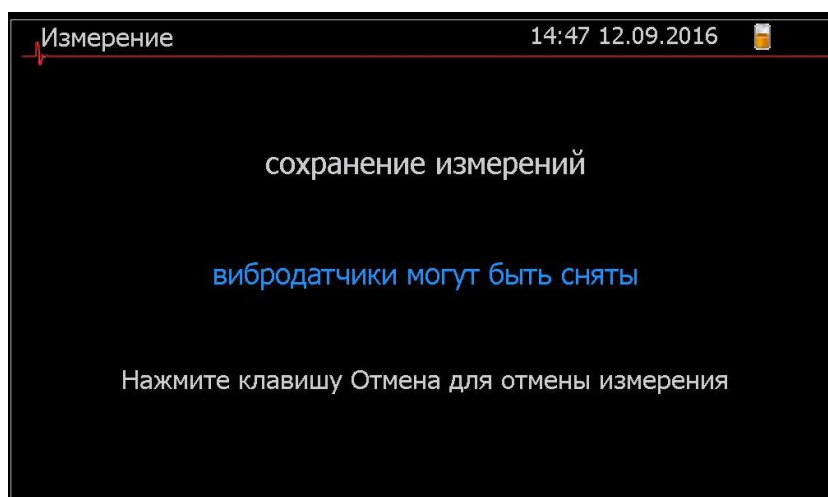 Измерение 14:47 12.09.2016
сохранение измерений
вибродатчики могут быть сняты
Нажмите клавишу Отмена для отмены измерения